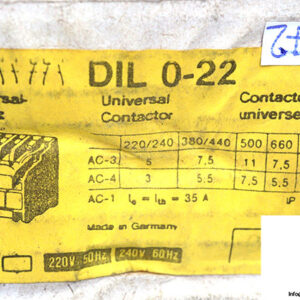 DIL 0-22
Universal Contactor
Contacteur universel
220/240 380/440 500 660
AC-3 5 7,5 11 7,5
AC-4 3 5,5 7,5 5,5
AC-1 Ie = Ith = 35 A
Made in Germany
220V 50Hz 240V 60Hz